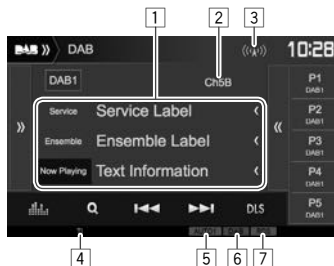 1
2
3
DAB DAB 10:28
DAB1 Ch5B P1
DAB1
Service Service Label P2
DAB1
Ensemble Ensemble Label P3
DAB1
Now Playing Text Information P4
DAB1
DLS P5
DAB1
4
5
6
7